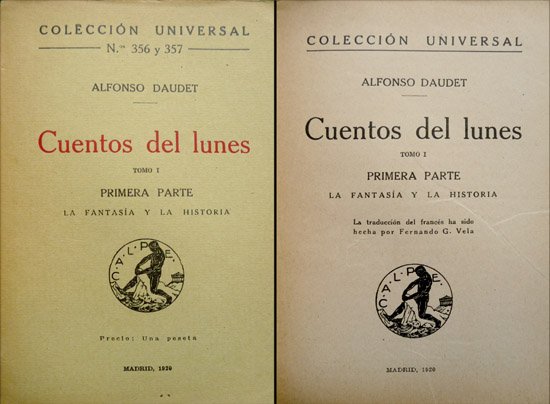 COLECCIÓN UNIVERSAL
N.os 356 y 357
ALFONSO DAUDET
Cuentos del lunes
TOMO I
PRIMERA PARTE
LA FANTASÍA Y LA HISTORIA
CALPE
Precio: Una peseta
MADRID, 1920
COLECCIÓN UNIVERSAL
ALFONSO DAUDET
Cuentos del lunes
TOMO I
PRIMERA PARTE
LA FANTASÍA Y LA HISTORIA
La traducción del francés ha sido
hecha por Fernando G. Vela
CALPE
MADRID, 1920